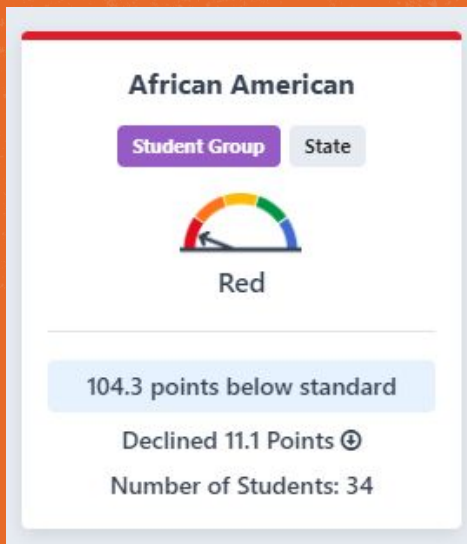 African American
Student Group State
Red
104.3 points below standard
Declined 11.1 Points
Number of Students: 34